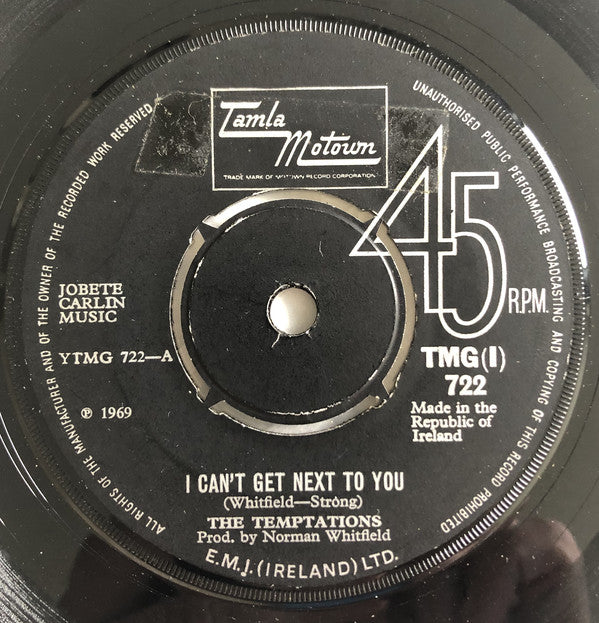 Tamla
Motown
TRADE MARK OF MOTOWN RECORD CORPORATION
45
R.P.M.
ALL RIGHTS OF THE MANUFACTURER AND OF THE OWNER OF THE RECORDED WORK RESERVED
UNAUTHORISED PUBLIC PERFORMANCE BROADCASTING AND COPYING OF THIS RECORD PROHIBITED
JOBETE
CARLIN
MUSIC
YTMG 722—A
℗ 1969
TMG(I)
722
Made in the
Republic of
Ireland
I CAN'T GET NEXT TO YOU
(Whitfield—Strong)
THE TEMPTATIONS
Prod. by Norman Whitfield
E.M.I. (IRELAND) LTD.